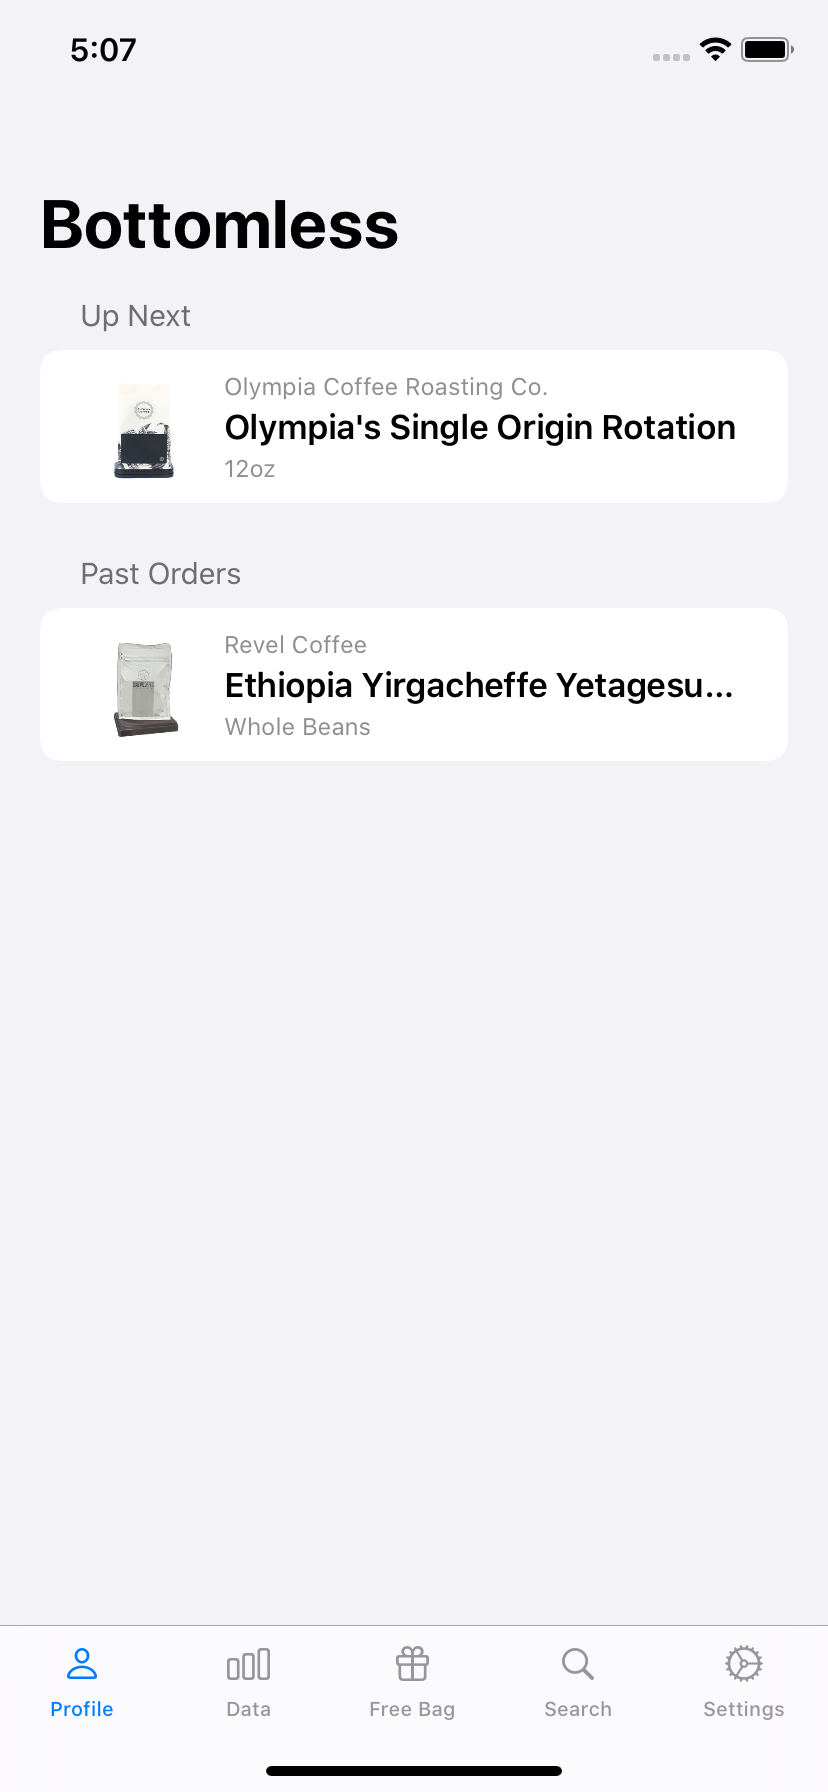 5:07
Bottomless
Up Next
Olympia Coffee Roasting Co.
Olympia's Single Origin Rotation
12oz
Past Orders
Revel Coffee
Ethiopia Yirgacheffe Yetagesu...
Whole Beans
Profile
Data
Free Bag
Search
Settings